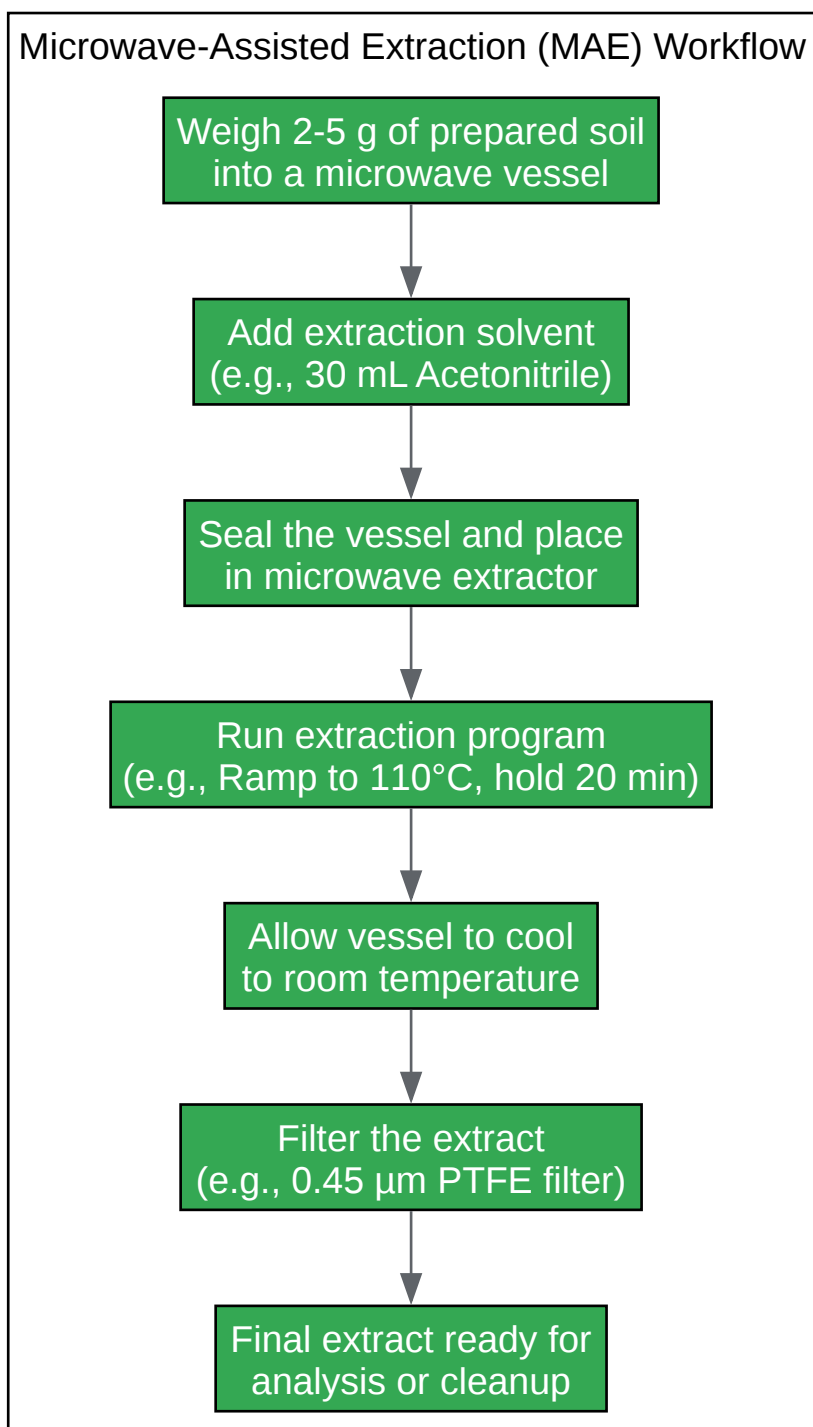 Microwave-Assisted Extraction (MAE) Workflow
Weigh 2-5 g of prepared soil
into a microwave vessel
Add extraction solvent
(e.g., 30 mL Acetonitrile)
Seal the vessel and place
in microwave extractor
Run extraction program
(e.g., Ramp to 110°C, hold 20 min)
Allow vessel to cool
to room temperature
Filter the extract
(e.g., 0.45 µm PTFE filter)
Final extract ready for
analysis or cleanup